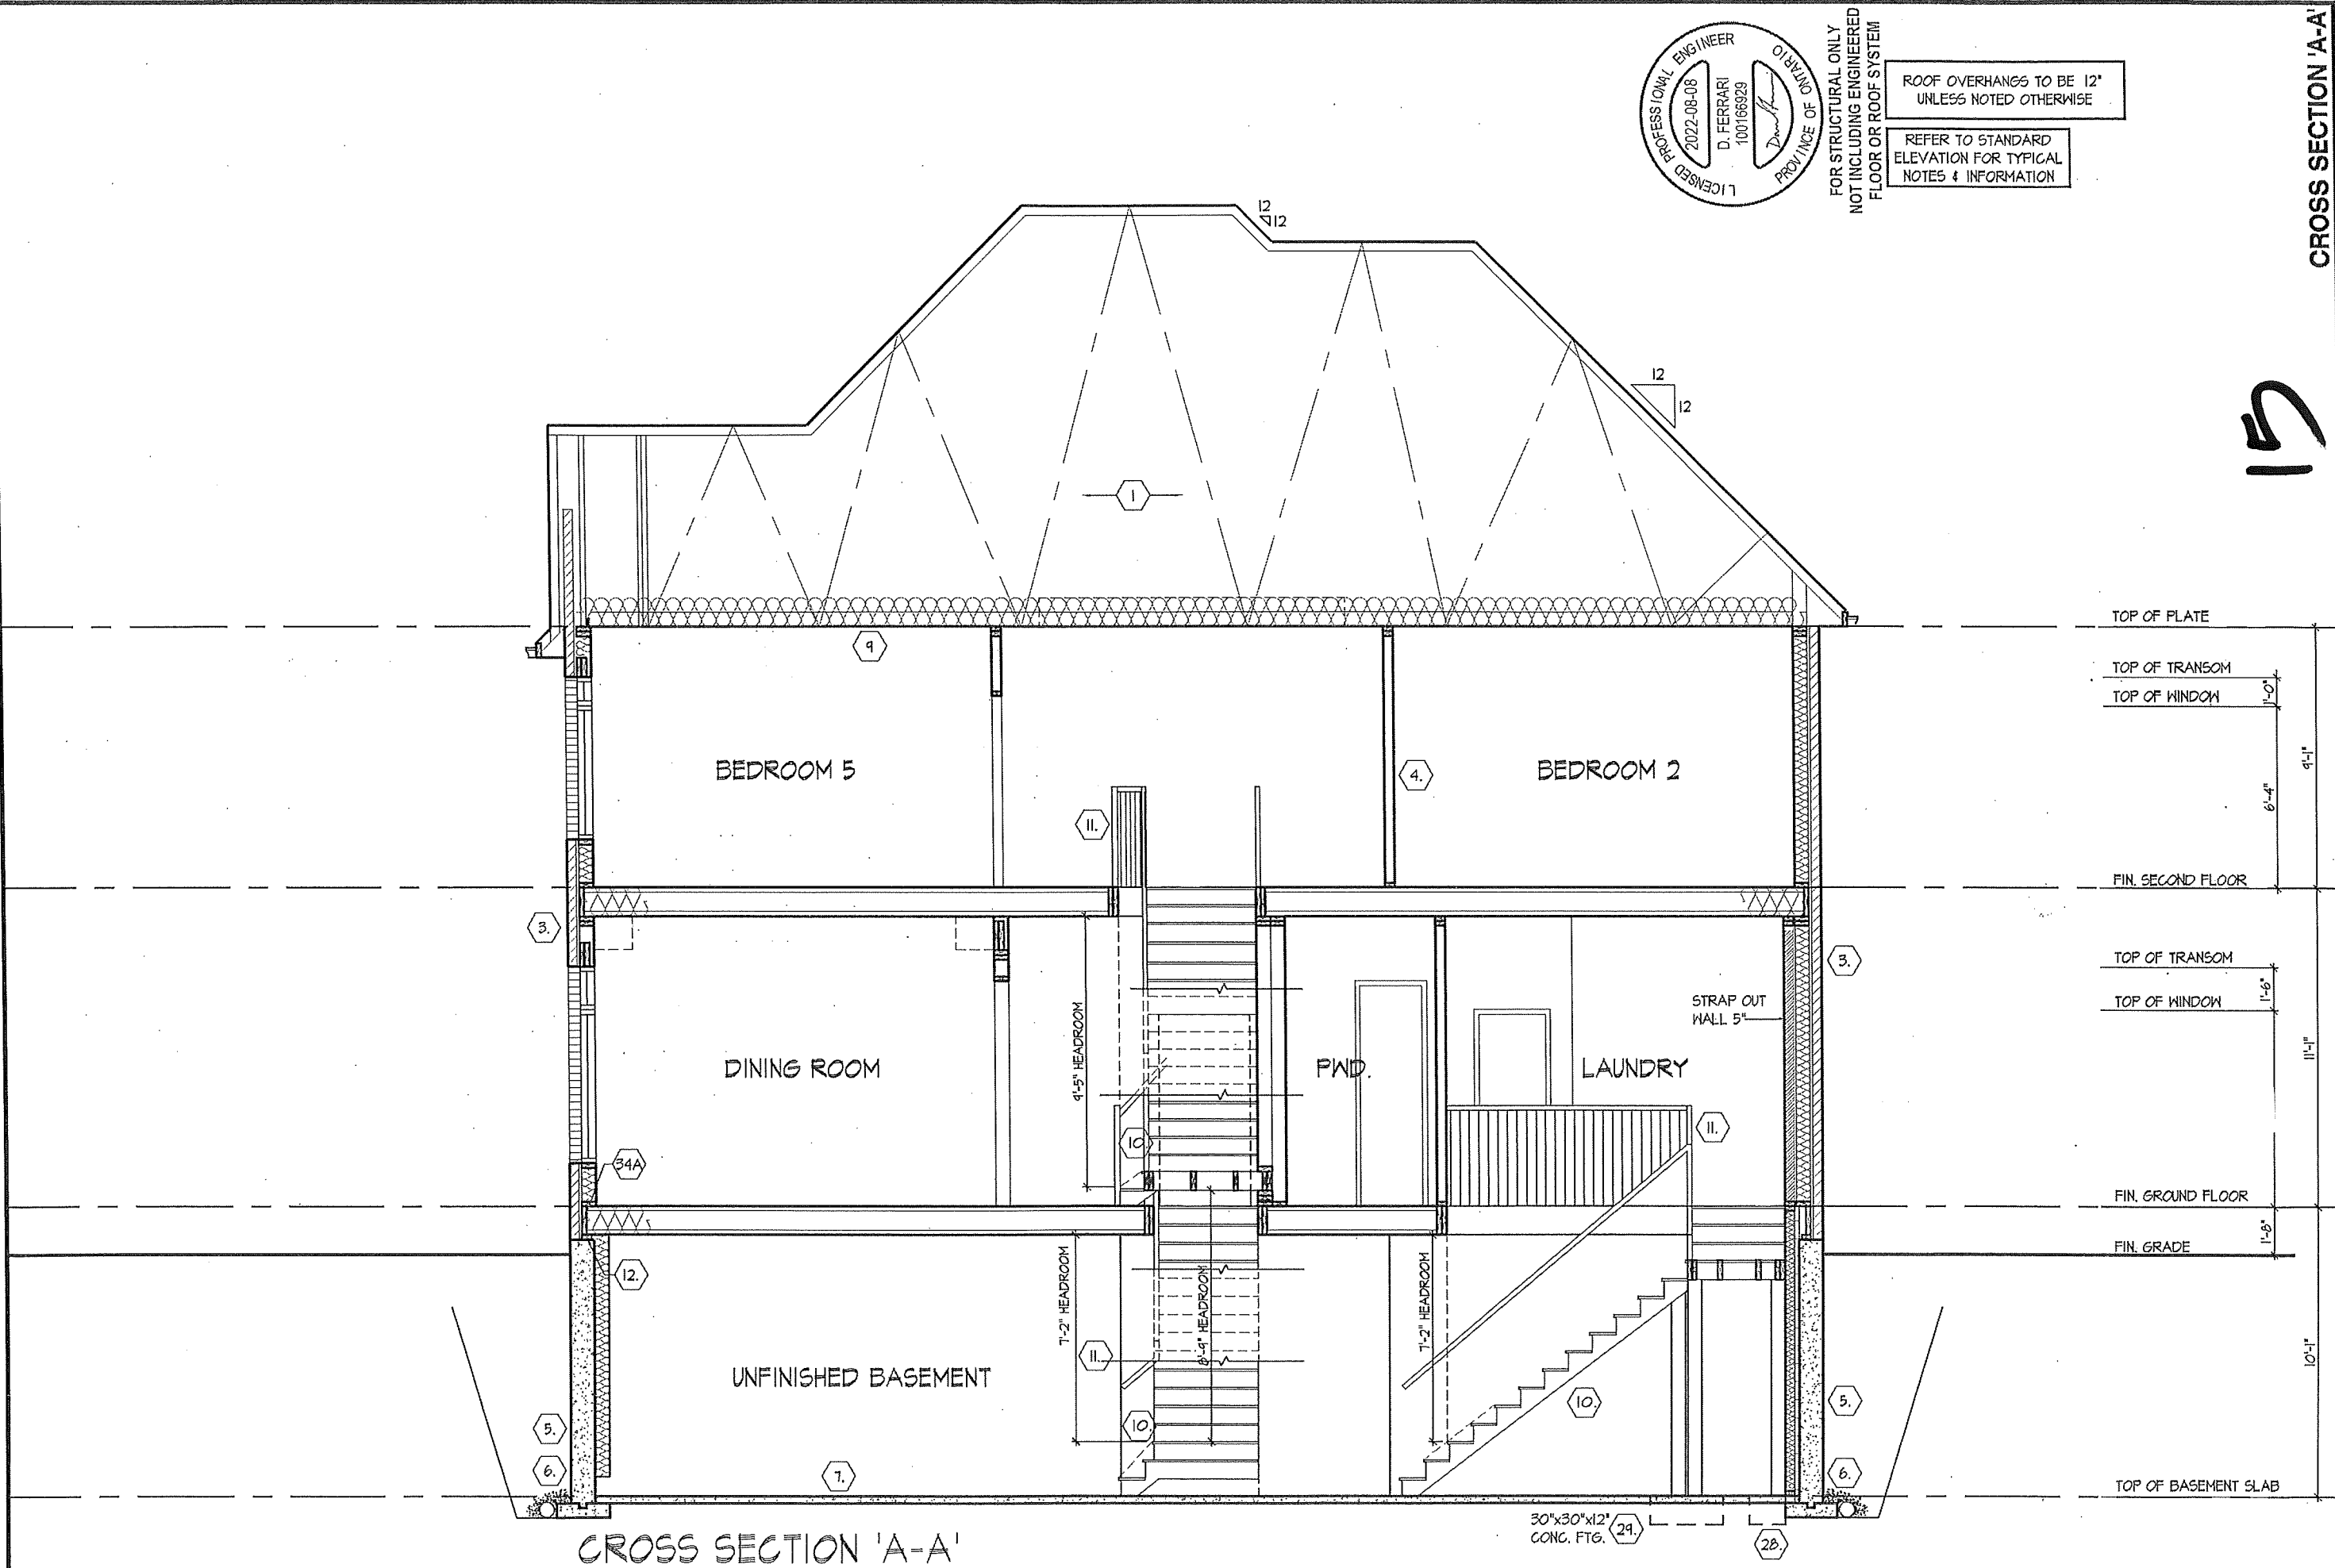 LICENSED PROFESSIONAL ENGINEER
2022-08-08
D. FERRARI
100166929
PROVINCE OF ONTARIO
FOR STRUCTURAL ONLY
NOT INCLUDING ENGINEERED
FLOOR OR ROOF SYSTEM
ROOF OVERHANGS TO BE 12"
UNLESS NOTED OTHERWISE
REFER TO STANDARD
ELEVATION FOR TYPICAL
NOTES & INFORMATION
CROSS SECTION 'A-A'
15
12
12
12
12
1
TOP OF PLATE
9
TOP OF TRANSOM
1'-0"
TOP OF WINDOW
9'-1"
BEDROOM 5
4.
BEDROOM 2
6'-4"
11.
FIN. SECOND FLOOR
3.
3.
TOP OF TRANSOM
1'-6"
STRAP OUT
WALL 5"
TOP OF WINDOW
9'-5" HEADROOM
11'-1"
DINING ROOM
PWD.
LAUNDRY
10.
11.
34A
FIN. GROUND FLOOR
1'-8"
FIN. GRADE
12.
7'-2" HEADROOM
8'-9" HEADROOM
7'-2" HEADROOM
11.
10'-1"
UNFINISHED BASEMENT
5.
10.
10.
5.
6.
7.
6.
TOP OF BASEMENT SLAB
30"x30"x12"
CONC. FTG.
29.
28.
CROSS SECTION 'A-A'